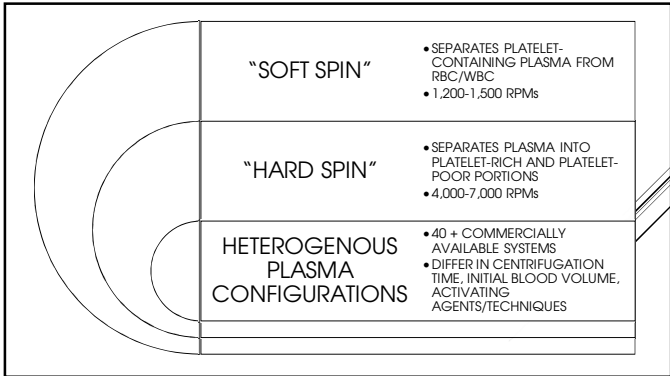 “SOFT SPIN”
• SEPARATES PLATELET-
CONTAINING PLASMA FROM
RBC/WBC
• 1,200-1,500 RPMs
“HARD SPIN”
• SEPARATES PLASMA INTO
PLATELET-RICH AND PLATELET-
POOR PORTIONS
• 4,000-7,000 RPMs
HETEROGENOUS
PLASMA
CONFIGURATIONS
• 40 + COMMERCIALLY
AVAILABLE SYSTEMS
• DIFFER IN CENTRIFUGATION
TIME, INITIAL BLOOD VOLUME,
ACTIVATING
AGENTS/TECHNIQUES